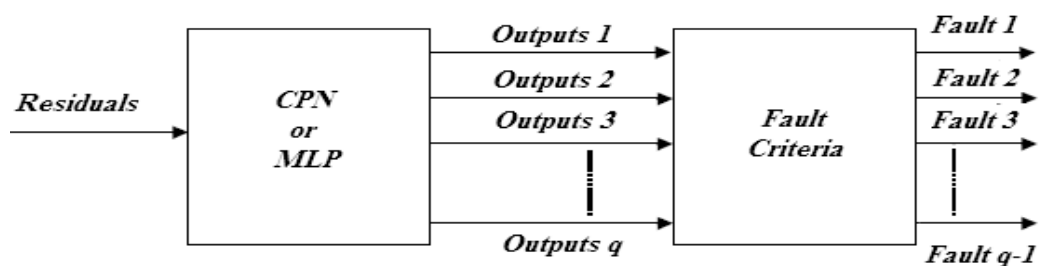 Residuals
CPN
or
MLP
Outputs 1
Outputs 2
Outputs 3
Outputs q
Fault
Criteria
Fault 1
Fault 2
Fault 3
Fault q-1